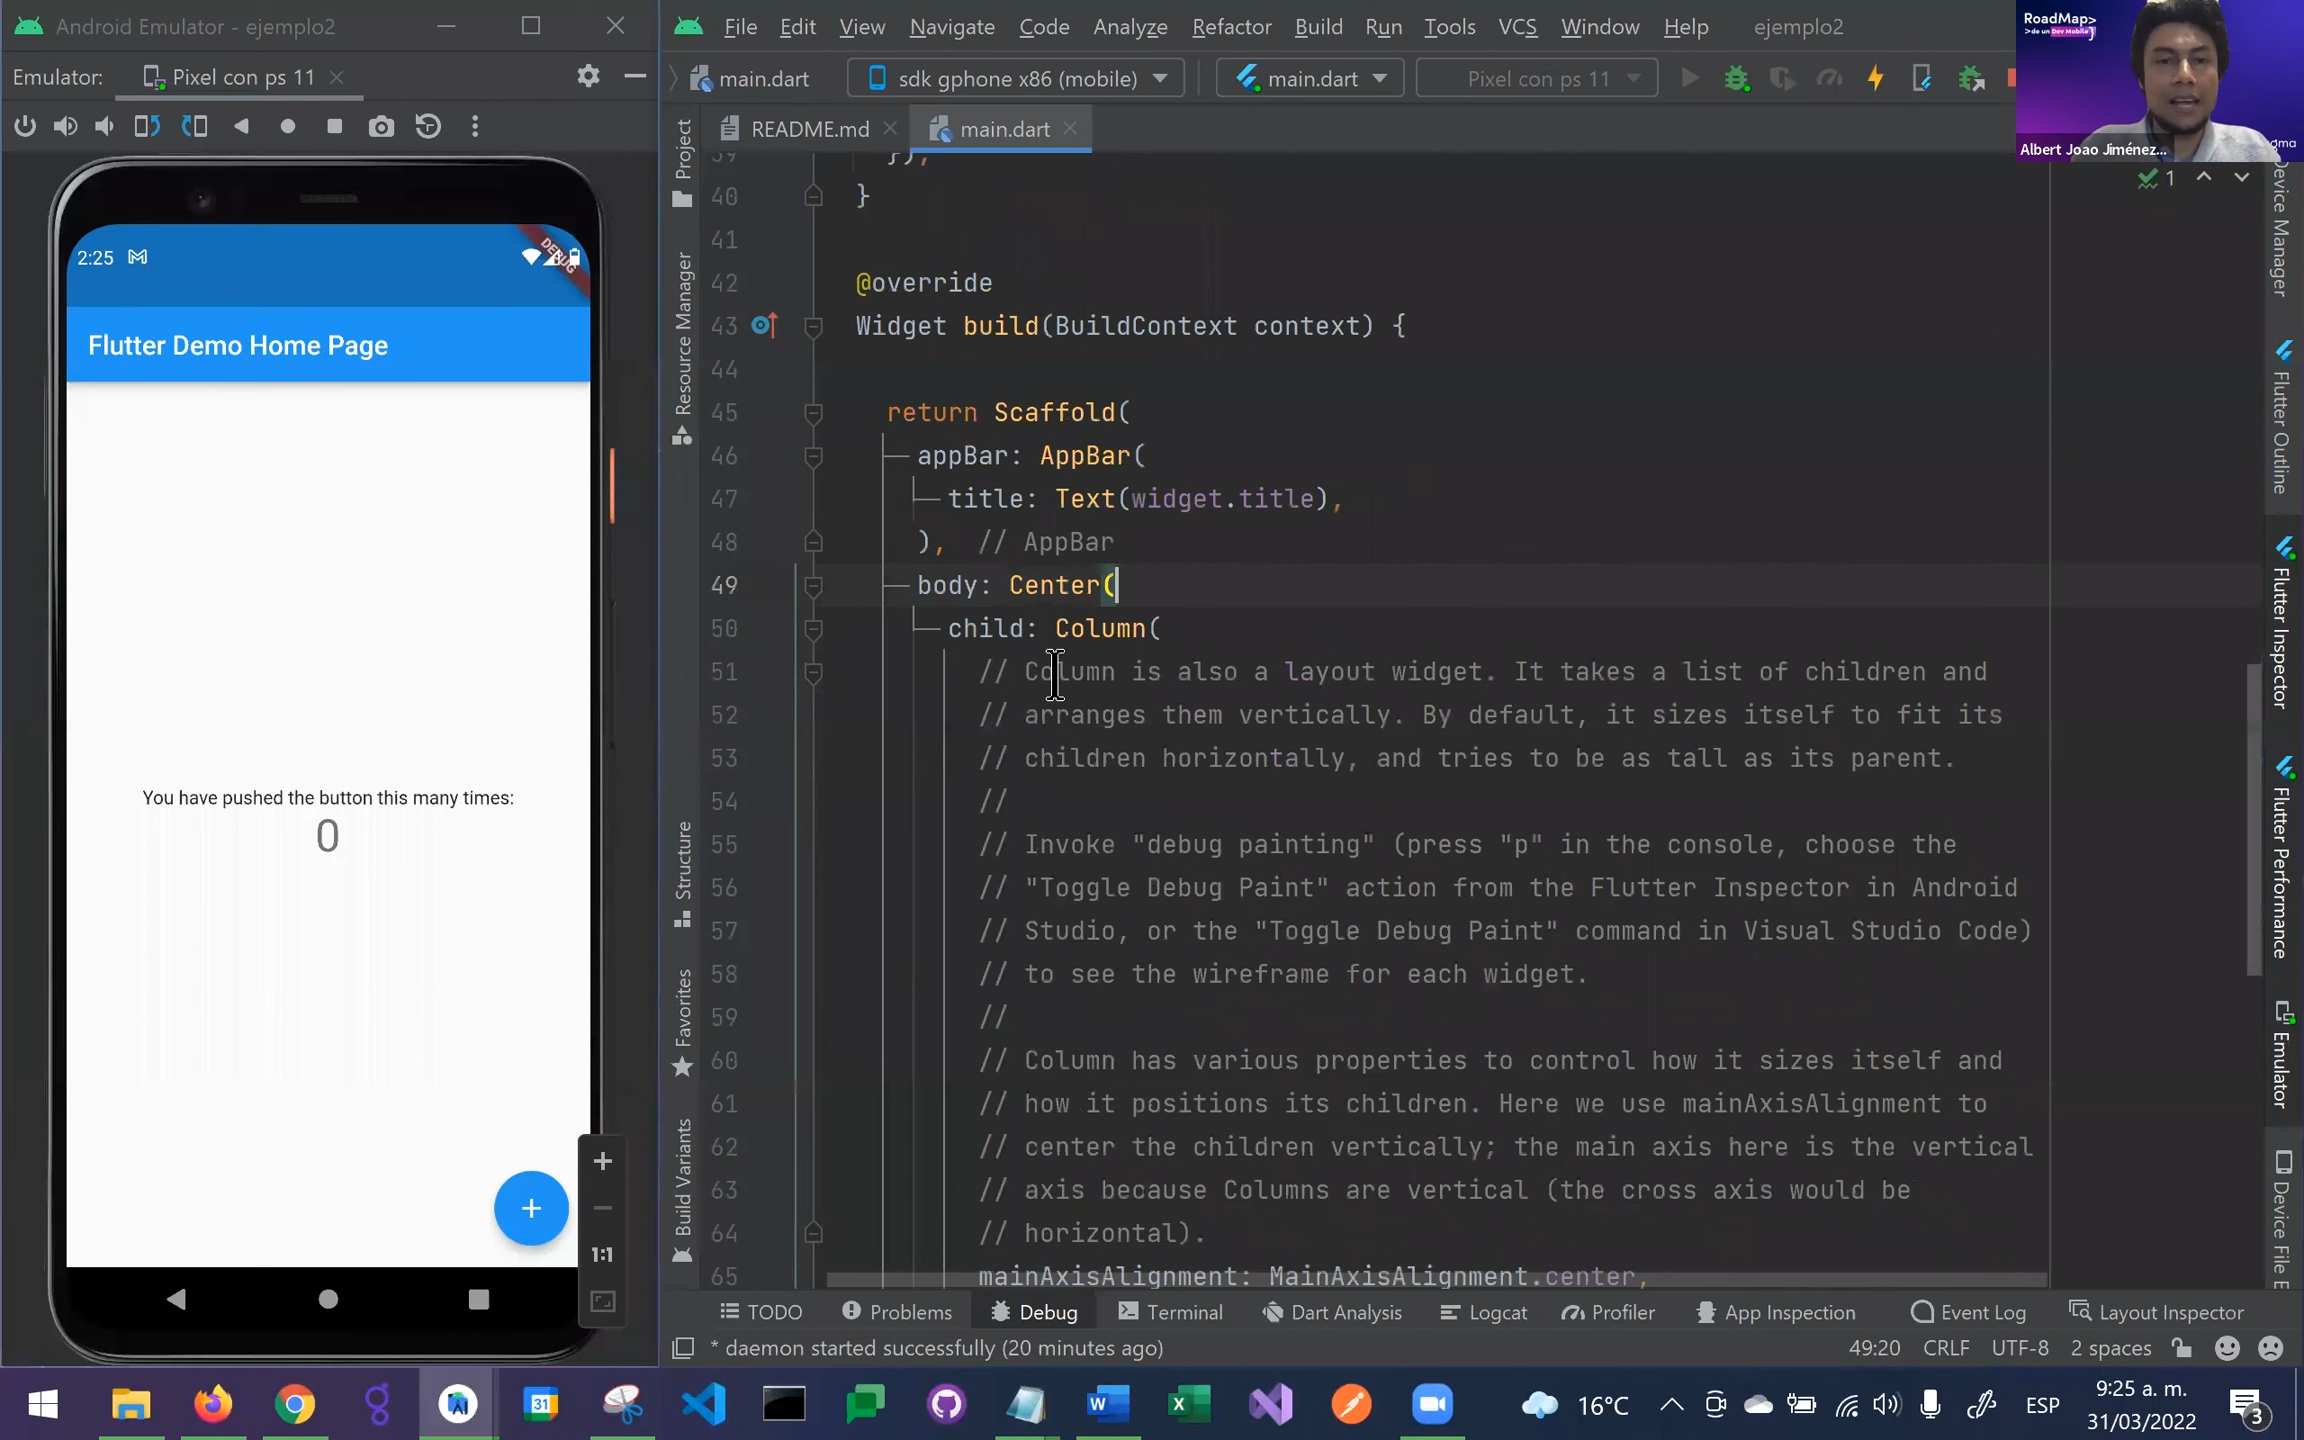 Android Emulator - ejemplo2
Emulator: Pixel con ps 11
2:25
DEBUG
Flutter Demo Home Page
You have pushed the button this many times:
0
+
+
1:1
File Edit View Navigate Code Analyze Refactor Build Run Tools VCS Window Help ejemplo2
main.dart sdk gphone x86 (mobile) main.dart Pixel con ps 11
README.md main.dart
RoadMap>
>de un Dev Mobile }
Albert Joao Jiménez...
1
Project
Resource Manager
Structure
Favorites
Build Variants
39 });
40 }
41
42 @override
43 Widget build(BuildContext context) {
44
45 return Scaffold(
46 appBar: AppBar(
47 title: Text(widget.title),
48 ), // AppBar
49 body: Center(
50 child: Column(
51 // Column is also a layout widget. It takes a list of children and
52 // arranges them vertically. By default, it sizes itself to fit its
53 // children horizontally, and tries to be as tall as its parent.
54 //
55 // Invoke "debug painting" (press "p" in the console, choose the
56 // "Toggle Debug Paint" action from the Flutter Inspector in Android
57 // Studio, or the "Toggle Debug Paint" command in Visual Studio Code)
58 // to see the wireframe for each widget.
59 //
60 // Column has various properties to control how it sizes itself and
61 // how it positions its children. Here we use mainAxisAlignment to
62 // center the children vertically; the main axis here is the vertical
63 // axis because Columns are vertical (the cross axis would be
64 // horizontal).
65 mainAxisAlignment: MainAxisAlignment.center,
Device Manager
Flutter Outline
Flutter Inspector
Flutter Performance
Emulator
Device File E
TODO Problems Debug Terminal Dart Analysis Logcat Profiler App Inspection Event Log Layout Inspector
* daemon started successfully (20 minutes ago) 49:20 CRLF UTF-8 2 spaces
31
16°C
ESP
9:25 a. m.
31/03/2022
3